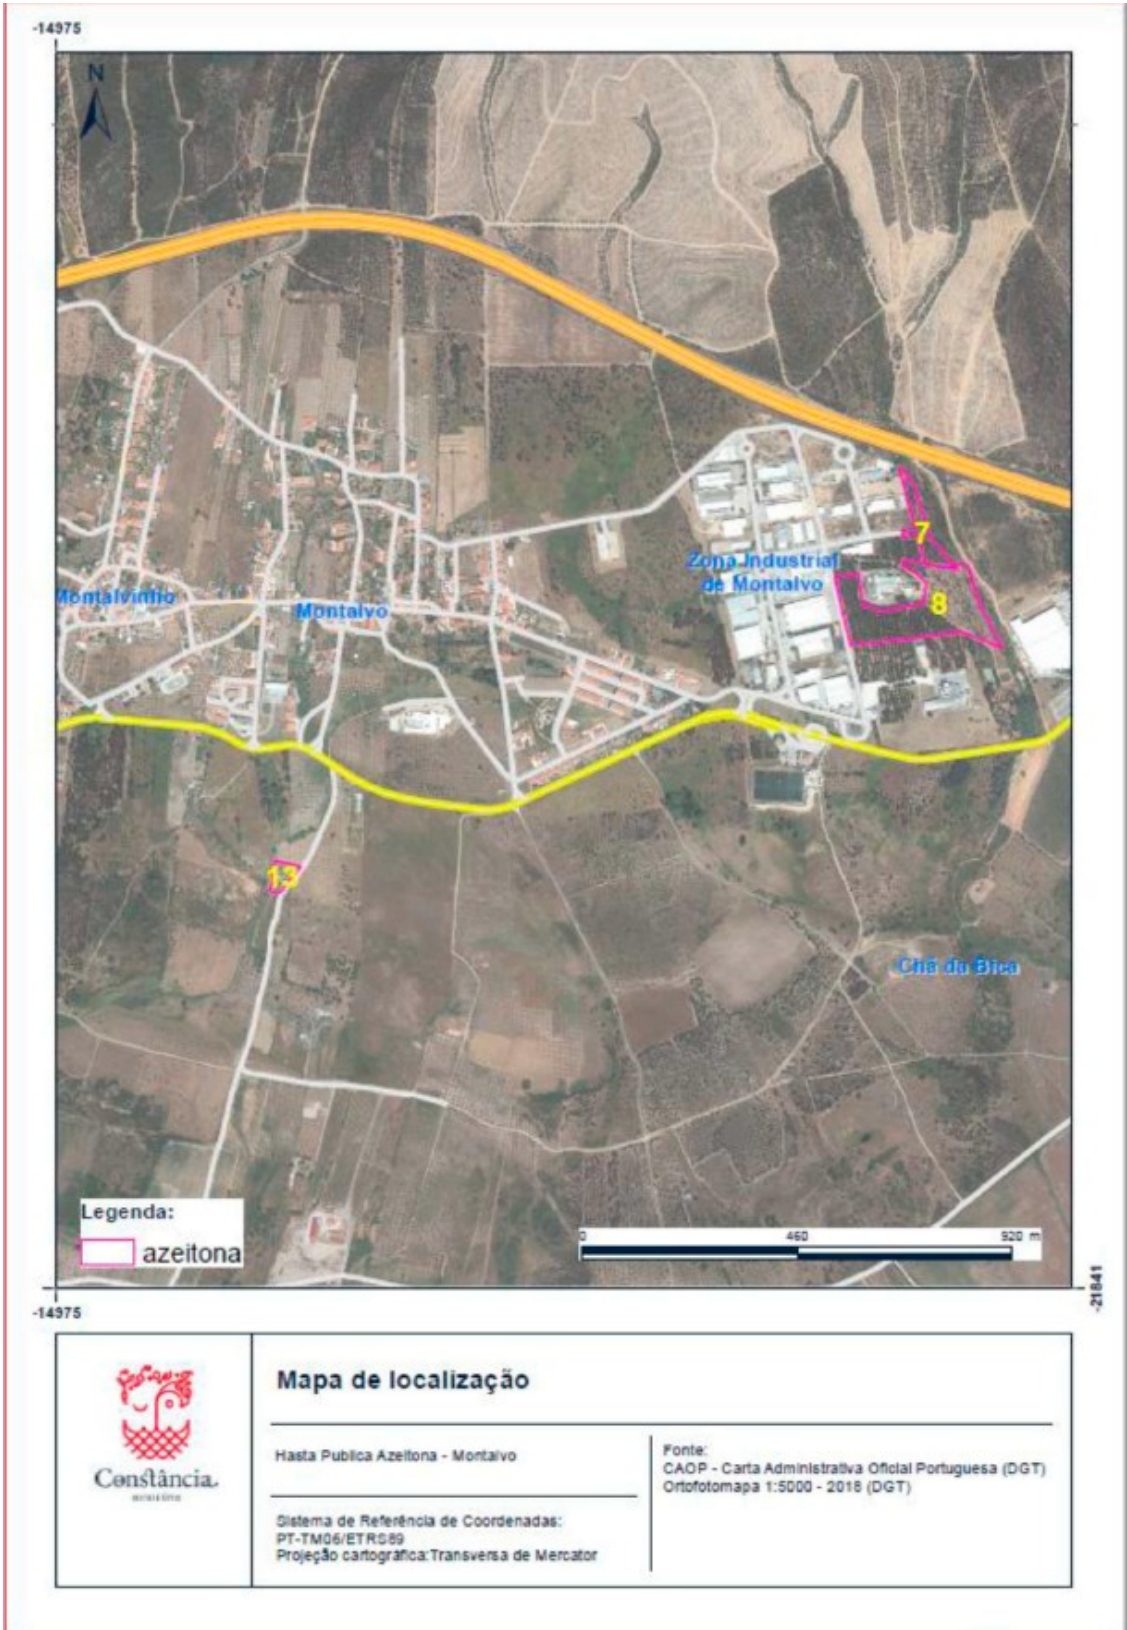 -14975
N
7
Zona Industrial
de Montalvo
8
Montalvinho
Montalvo
13
Chã da Bica
Legenda:
azeitona
0 460 920 m
-14975
-21841
Mapa de localização
Hasta Publica Azeitona - Montalvo
Fonte:
CAOP - Carta Administrativa Oficial Portuguesa (DGT)
Ortofotomapa 1:5000 - 2018 (DGT)
Constância
município
Sistema de Referência de Coordenadas:
PT-TM06/ETRS89
Projeção cartográfica:Transversa de Mercator